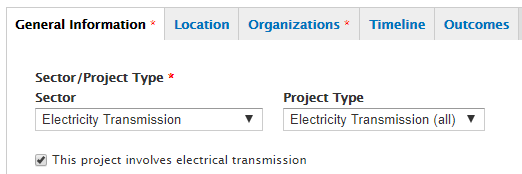 General Information * Location Organizations * Timeline Outcomes
Sector/Project Type *
Sector Project Type
Electricity Transmission Electricity Transmission (all)
This project involves electrical transmission